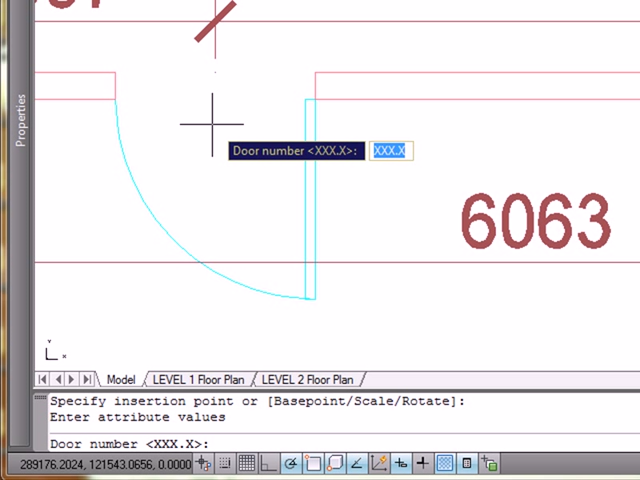 Properties
Door number <XXX.X>: XXX.X
6063
Y
X
Model LEVEL 1 Floor Plan LEVEL 2 Floor Plan
Specify insertion point or [Basepoint/Scale/Rotate]:
Enter attribute values
Door number <XXX.X>:
289176.2024, 121543.0656, 0.0000